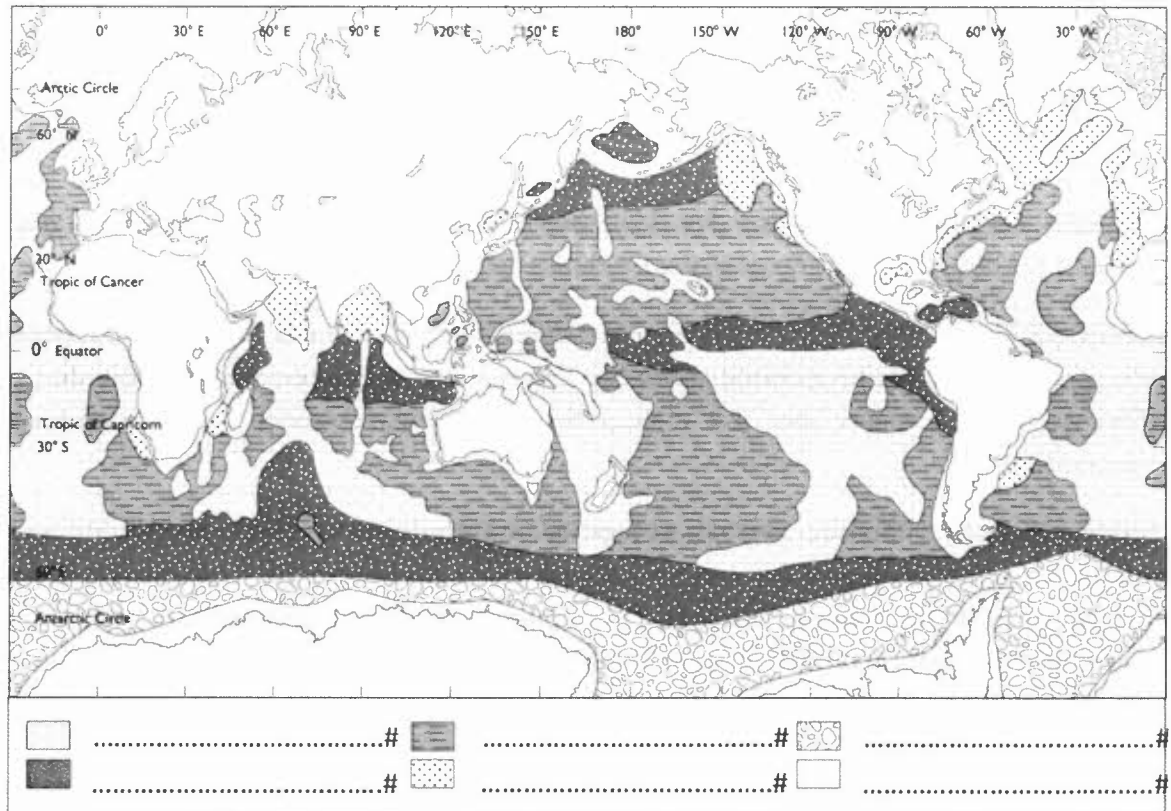 0° 30° E 60° E 90° E 120° E 150° E 180° 150° W 120° W 90° W 60° W 30° W
Arctic Circle
60° N
30° N
Tropic of Cancer
0° Equator
Tropic of Capricorn
30° S
60° S
Antarctic Circle
........................................# ........................................# ........................................#
........................................# ........................................# ........................................#